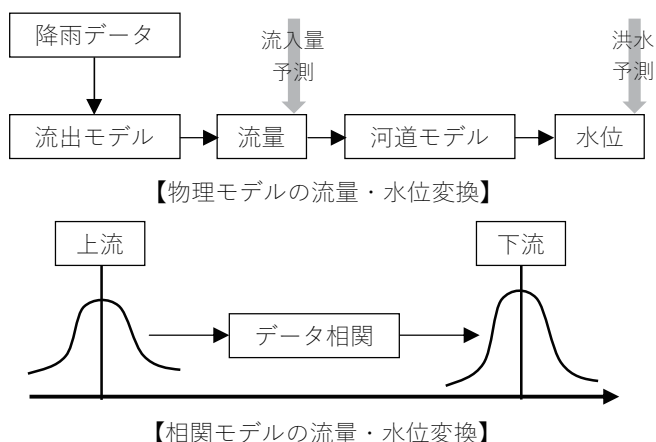 降雨データ
流入量
予測
洪水
予測
流出モデル
流量
河道モデル
水位
【物理モデルの流量・水位変換】
上流
下流
データ相関
【相関モデルの流量・水位変換】